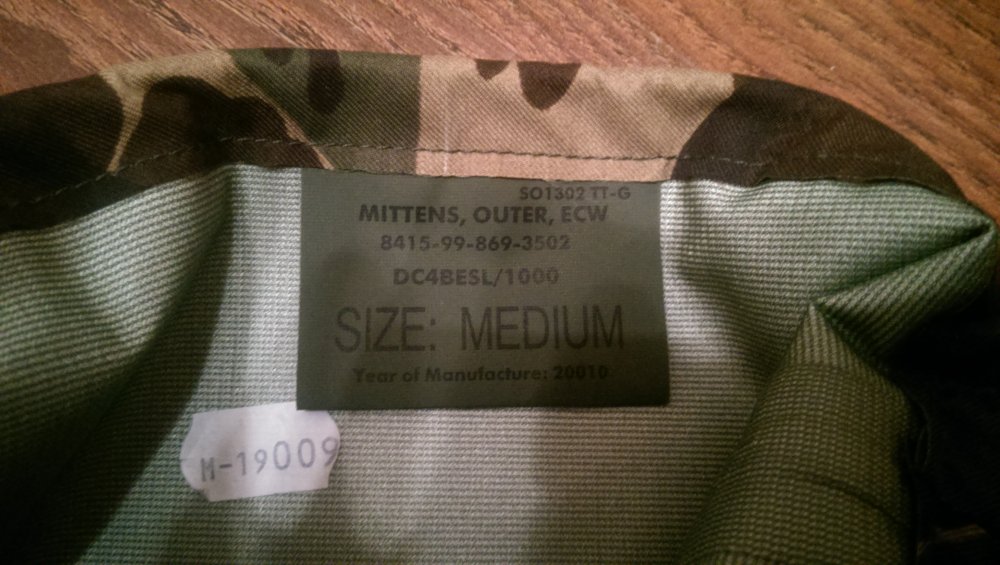 SO1302 TT-G
MITTENS, OUTER, ECW
8415-99-869-3502
DC4BESL/1000
SIZE: MEDIUM
Year of Manufacture: 20010
M-19009